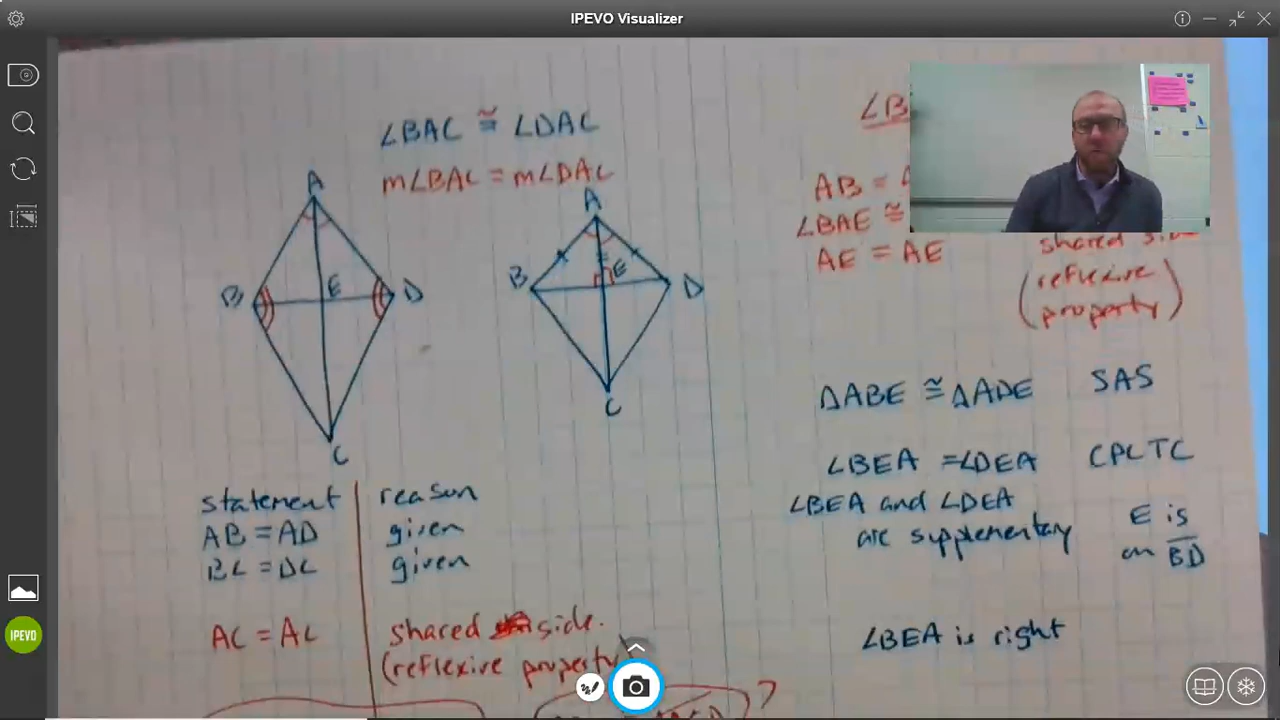 IPEVO Visualizer
∠BAC ≅ ∠DAC
m∠BAC = m∠DAC
A
B
E
D
C
A
B
E
D
C
statement reason
AB = AD given
BC = DC given
AC = AC shared side.
(reflexive property)
?
AB =
∠BAE ≅
AE = AE shared side
(reflexive
property)
ΔABE ≅ ΔADE SAS
∠BEA = ∠DEA CPCTC
∠BEA and ∠DEA
are supplementary
E is
on BD
∠BEA is right
IPEVO